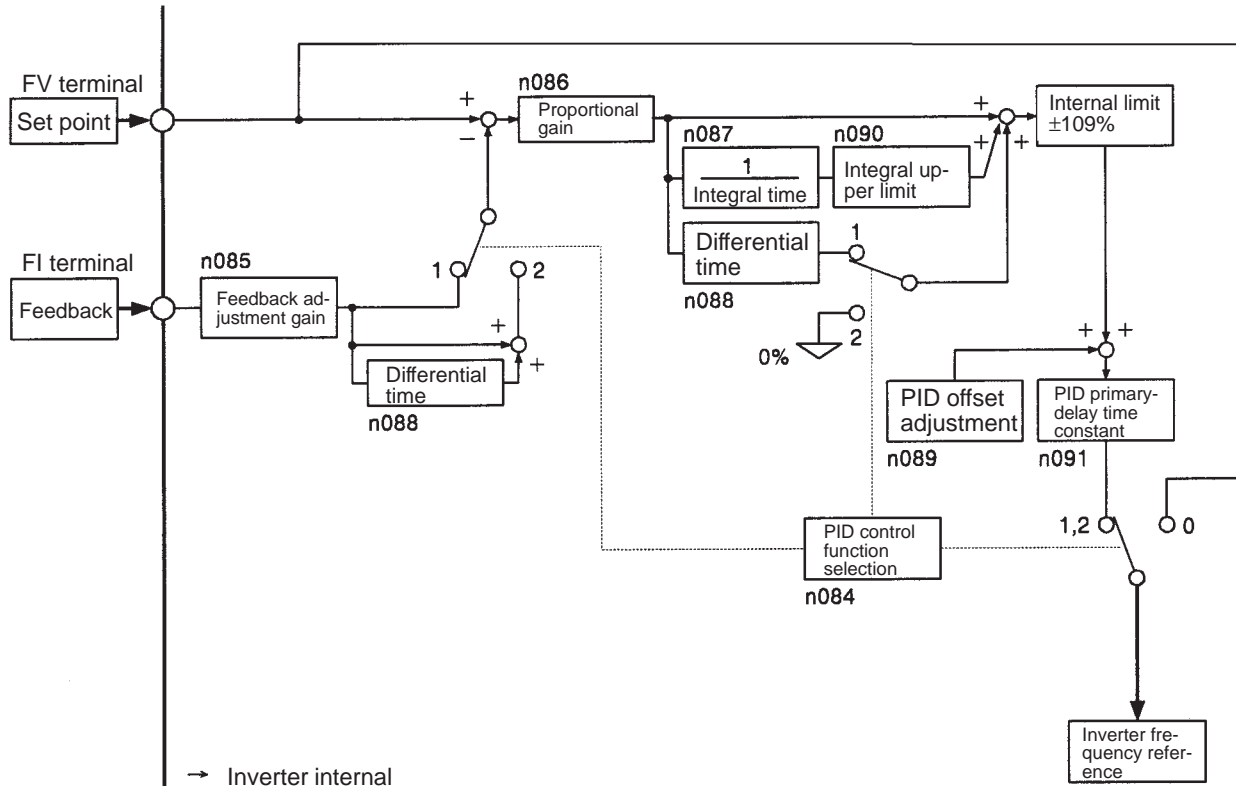 FV terminal
Set point
+
−
n086
Proportional
gain
n087
1
Integral time
n090
Integral up-
per limit
+
+
+
Internal limit
±109%
FI terminal
Feedback
n085
Feedback ad-
justment gain
1
2
+
+
Differential
time
n088
Differential
time
n088
1
2
0%
+
+
PID offset
adjustment
n089
PID primary-
delay time
constant
n091
1,2
0
PID control
function
selection
n084
Inverter fre-
quency refer-
ence
→ Inverter internal